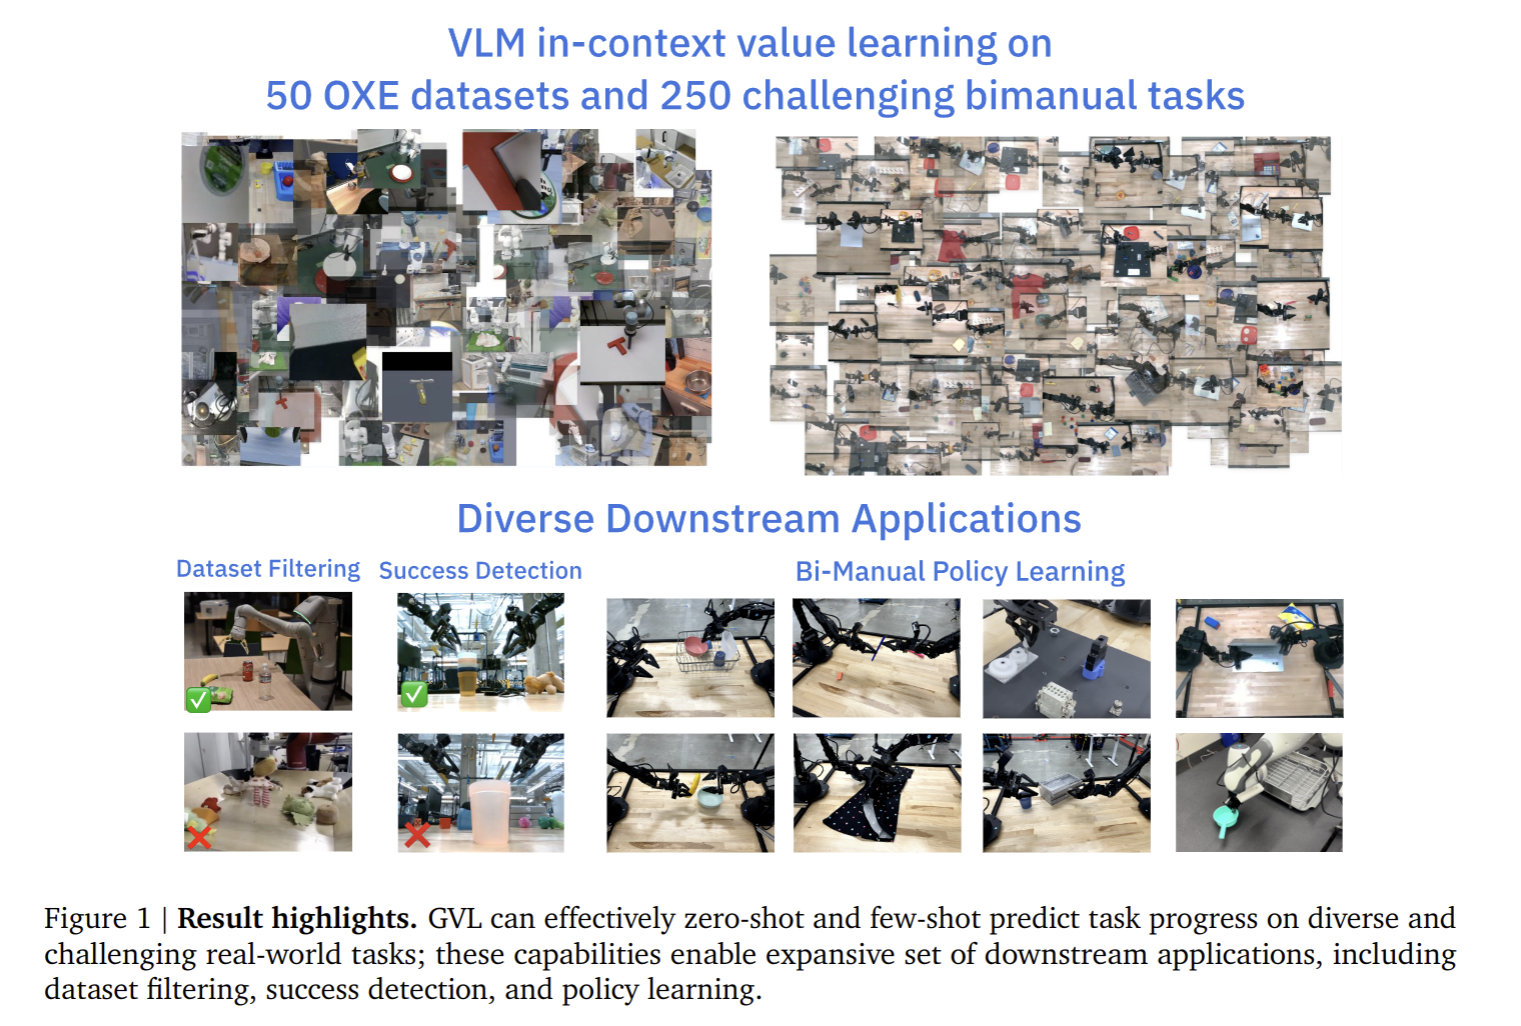 VLM in-context value learning on
50 OXE datasets and 250 challenging bimanual tasks
Diverse Downstream Applications
Dataset Filtering
Success Detection
Bi-Manual Policy Learning
Figure 1 | Result highlights. GVL can effectively zero-shot and few-shot predict task progress on diverse and
challenging real-world tasks; these capabilities enable expansive set of downstream applications, including
dataset filtering, success detection, and policy learning.